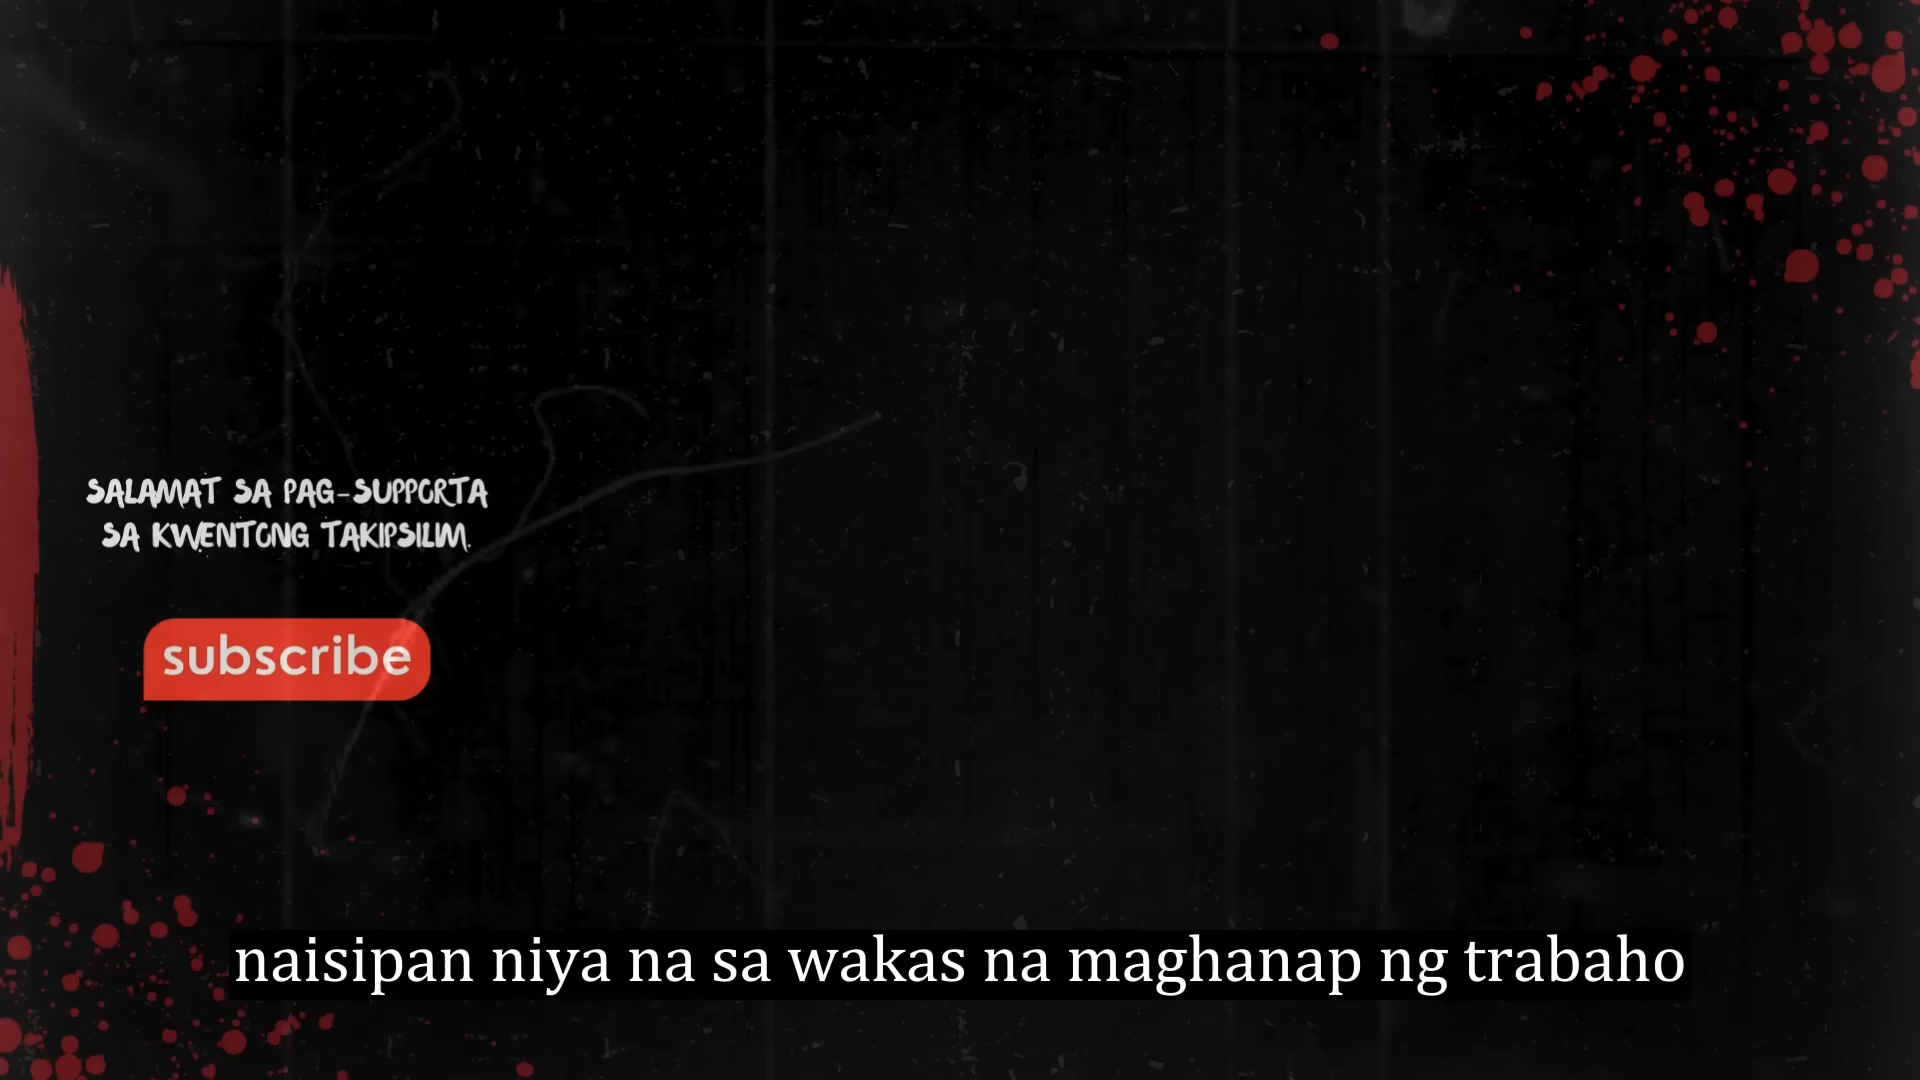 SALAMAT SA PAG-SUPPORTA
SA KWENTONG TAKIPSILIM.
subscribe
naisipan niya na sa wakas na maghanap ng trabaho